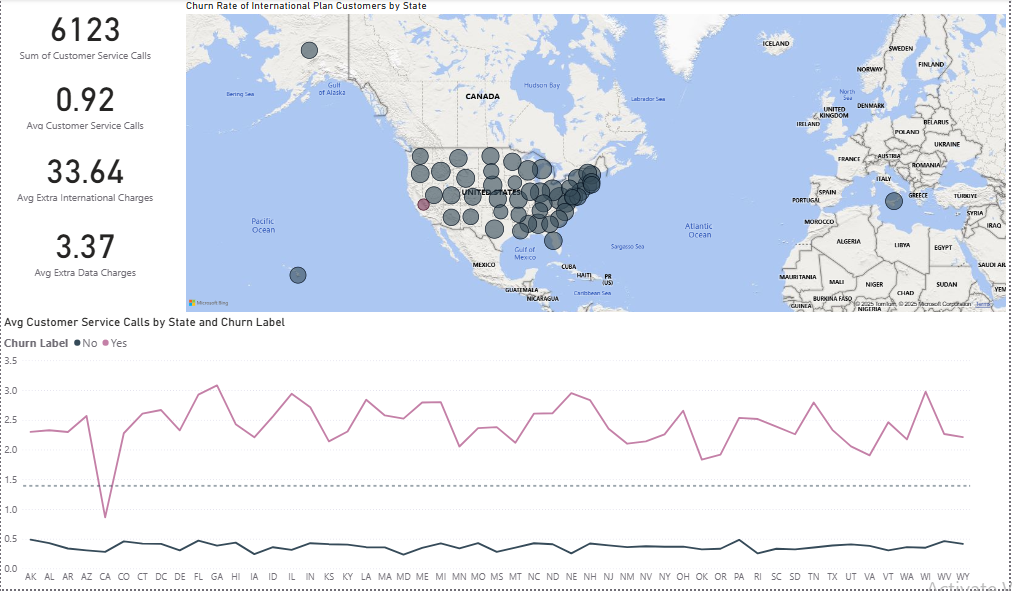 Churn Rate of International Plan Customers by State
6123
Sum of Customer Service Calls
0.92
Avg Customer Service Calls
33.64
Avg Extra International Charges
3.37
Avg Extra Data Charges
ICELAND
SWEDEN
FINLAND
NORWAY
Bering Sea
Gulf
of Alaska
CANADA
Hudson Bay
Labrador Sea
North
Sea
DENMARK
UNITED
KINGDOM
IRELAND
BELARUS
POLAND
UKRAINE
FRANCE
AUSTRIA
ROMANIA
ITALY
UNITED STATES
SPAIN
PORTUGAL
GREECE
TÜRKİYE
SYRIA
IRAQ
Pacific
Ocean
Atlantic
Ocean
MOROCCO
Sargasso Sea
ALGERIA
LIBYA
EGYPT
Gulf of
Mexico
MEXICO
CUBA
HAITI
PR
(US)
SAUDI AR
MAURITANIA
MALI
NIGER
CHAD
SUDAN
YEM
GUATEMALA
NICARAGUA
Caribbean Sea
BURKINA FASO
GUINEA
NIGERIA
Microsoft Bing
© 2025 TomTom, © 2025 Microsoft Corporation Terms
Avg Customer Service Calls by State and Churn Label
Churn Label No Yes
3.5
3.0
2.5
2.0
1.5
1.0
0.5
0.0
AK AL AR AZ CA CO CT DC DE FL GA HI IA ID IL IN KS KY LA MA MD ME MI MN MO MS MT NC ND NE NH NJ NM NV NY OH OK OR PA RI SC SD TN TX UT VA VT WA WI WV WY